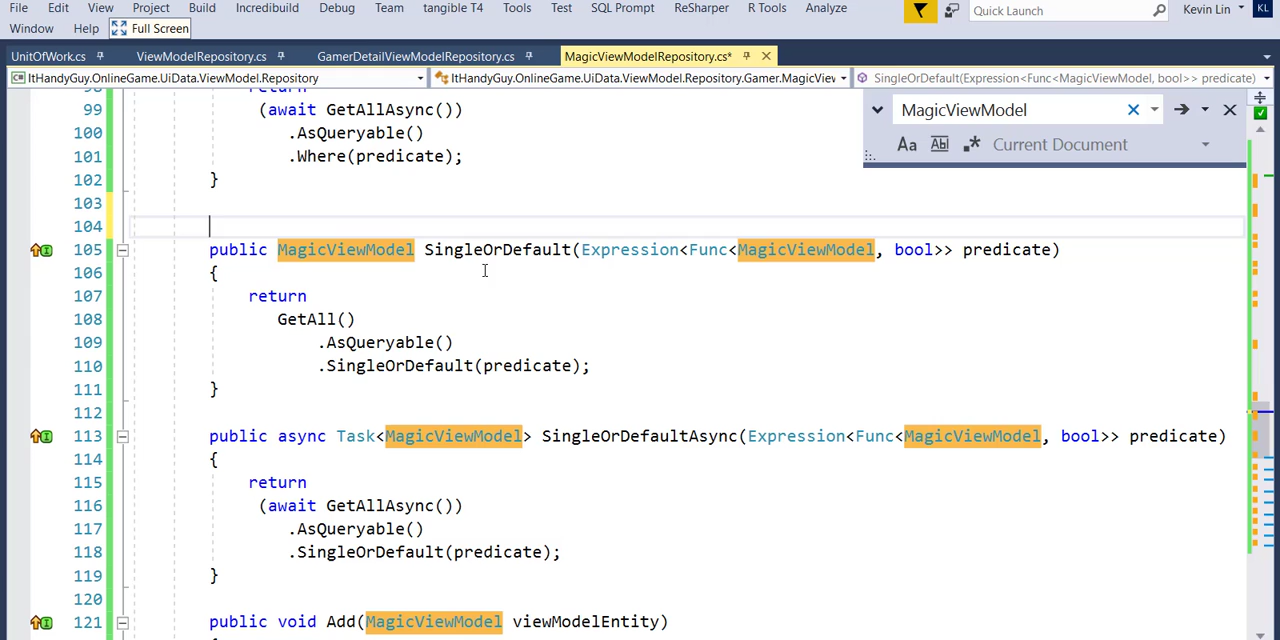 File Edit View Project Build Incredibuild Debug Team tangible T4 Tools Test SQL Prompt ReSharper R Tools Analyze Quick Launch Kevin Lin KL
Window Help Full Screen
UnitOfWork.cs ViewModelRepository.cs GamerDetailViewModelRepository.cs MagicViewModelRepository.cs*
ItHandyGuy.OnlineGame.UiData.ViewModel.Repository ItHandyGuy.OnlineGame.UiData.ViewModel.Repository.Gamer.MagicViev SingleOrDefault(Expression<Func<MagicViewModel, bool>> predicate)
MagicViewModel
Aa Abl .* Current Document
98 return
99 (await GetAllAsync())
100 .AsQueryable()
101 .Where(predicate);
102 }
103
104
105 public MagicViewModel SingleOrDefault(Expression<Func<MagicViewModel, bool>> predicate)
106 {
107 return
108 GetAll()
109 .AsQueryable()
110 .SingleOrDefault(predicate);
111 }
112
113 public async Task<MagicViewModel> SingleOrDefaultAsync(Expression<Func<MagicViewModel, bool>> predicate)
114 {
115 return
116 (await GetAllAsync())
117 .AsQueryable()
118 .SingleOrDefault(predicate);
119 }
120
121 public void Add(MagicViewModel viewModelEntity)